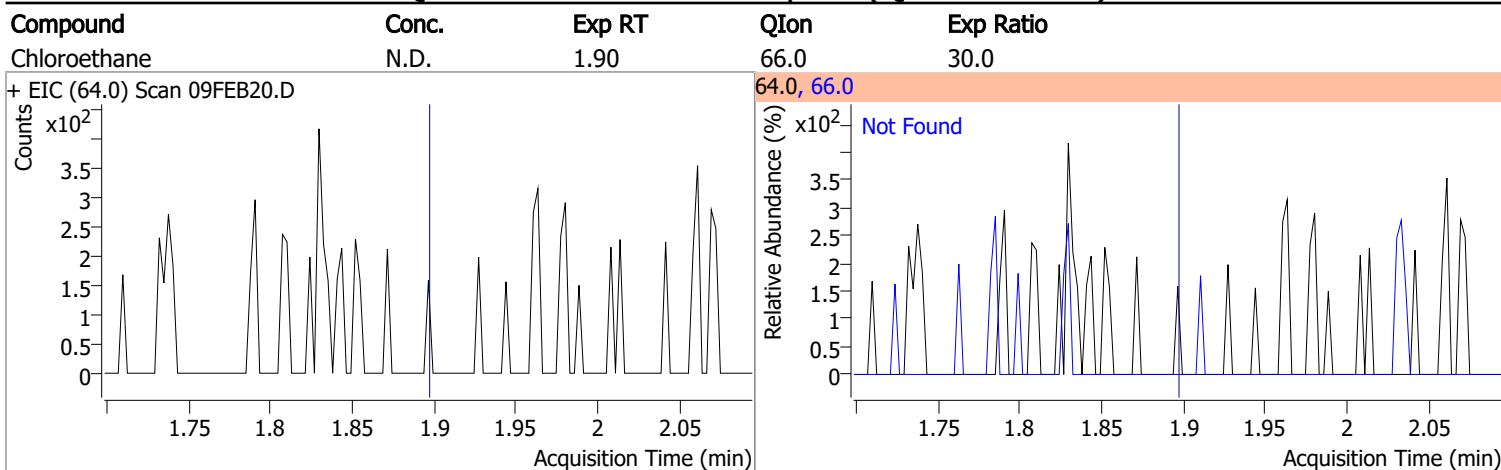 Compound Conc. Exp RT QIon Exp Ratio
Chloroethane N.D. 1.90 66.0 30.0
+ EIC (64.0) Scan 09FEB20.D
Counts
x10²
3.5
3
2.5
2
1.5
1
0.5
0
1.75 1.8 1.85 1.9 1.95 2 2.05
Acquisition Time (min)
64.0, 66.0
Relative Abundance (%)
x10²
Not Found
3.5
3
2.5
2
1.5
1
0.5
0
1.75 1.8 1.85 1.9 1.95 2 2.05
Acquisition Time (min)